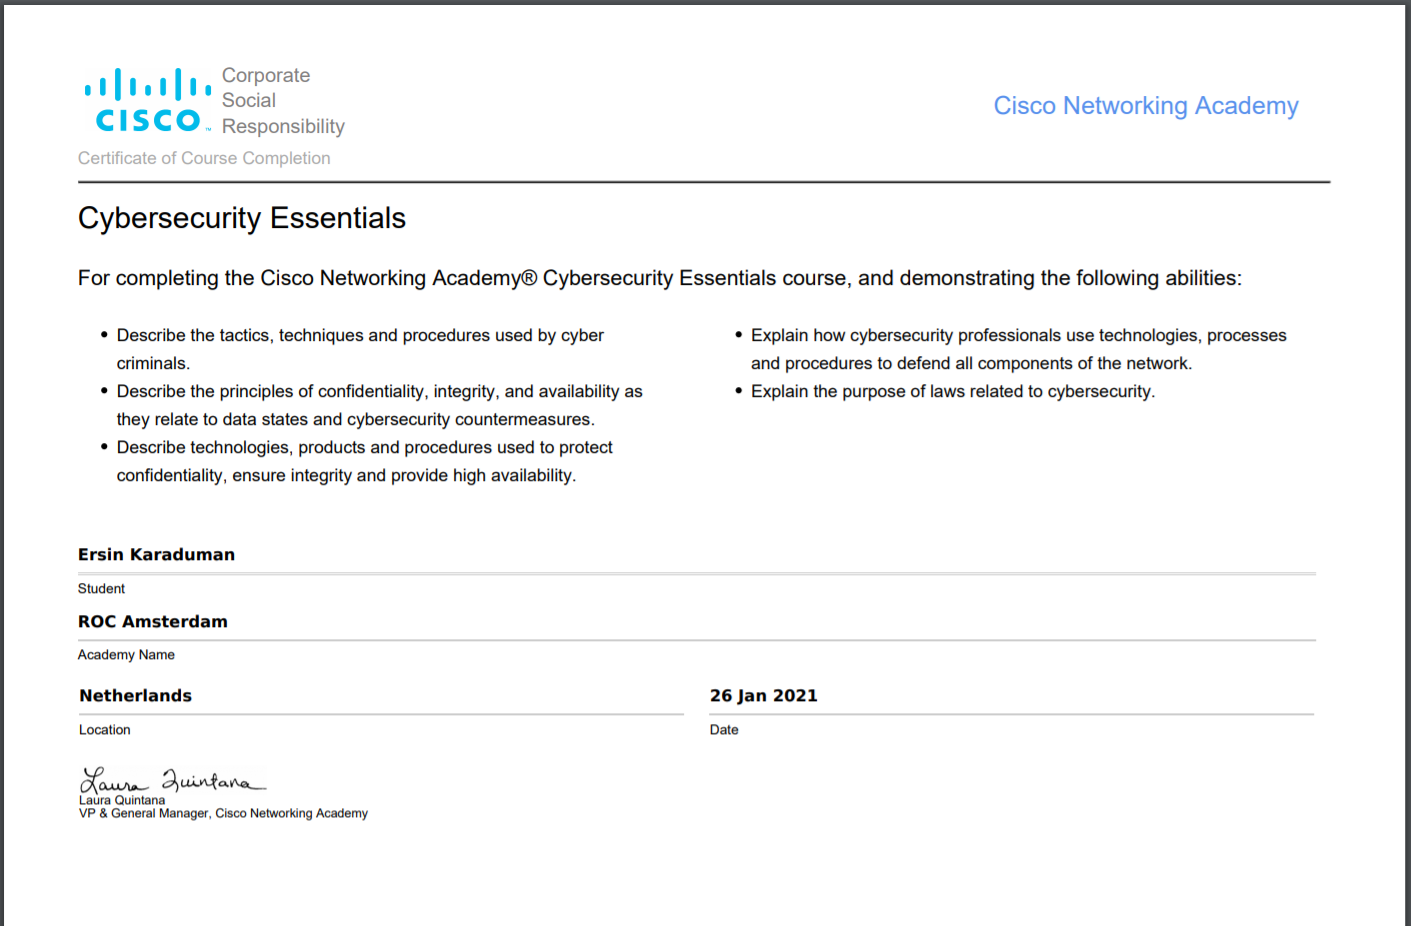 Corporate
Social
Responsibility
CISCO™
Cisco Networking Academy
Certificate of Course Completion
Cybersecurity Essentials
For completing the Cisco Networking Academy® Cybersecurity Essentials course, and demonstrating the following abilities:
• Describe the tactics, techniques and procedures used by cyber
criminals.
• Describe the principles of confidentiality, integrity, and availability as
they relate to data states and cybersecurity countermeasures.
• Describe technologies, products and procedures used to protect
confidentiality, ensure integrity and provide high availability.
• Explain how cybersecurity professionals use technologies, processes
and procedures to defend all components of the network.
• Explain the purpose of laws related to cybersecurity.
Ersin Karaduman
Student
ROC Amsterdam
Academy Name
Netherlands
Location
26 Jan 2021
Date
Laura Quintana
Laura Quintana
VP & General Manager, Cisco Networking Academy